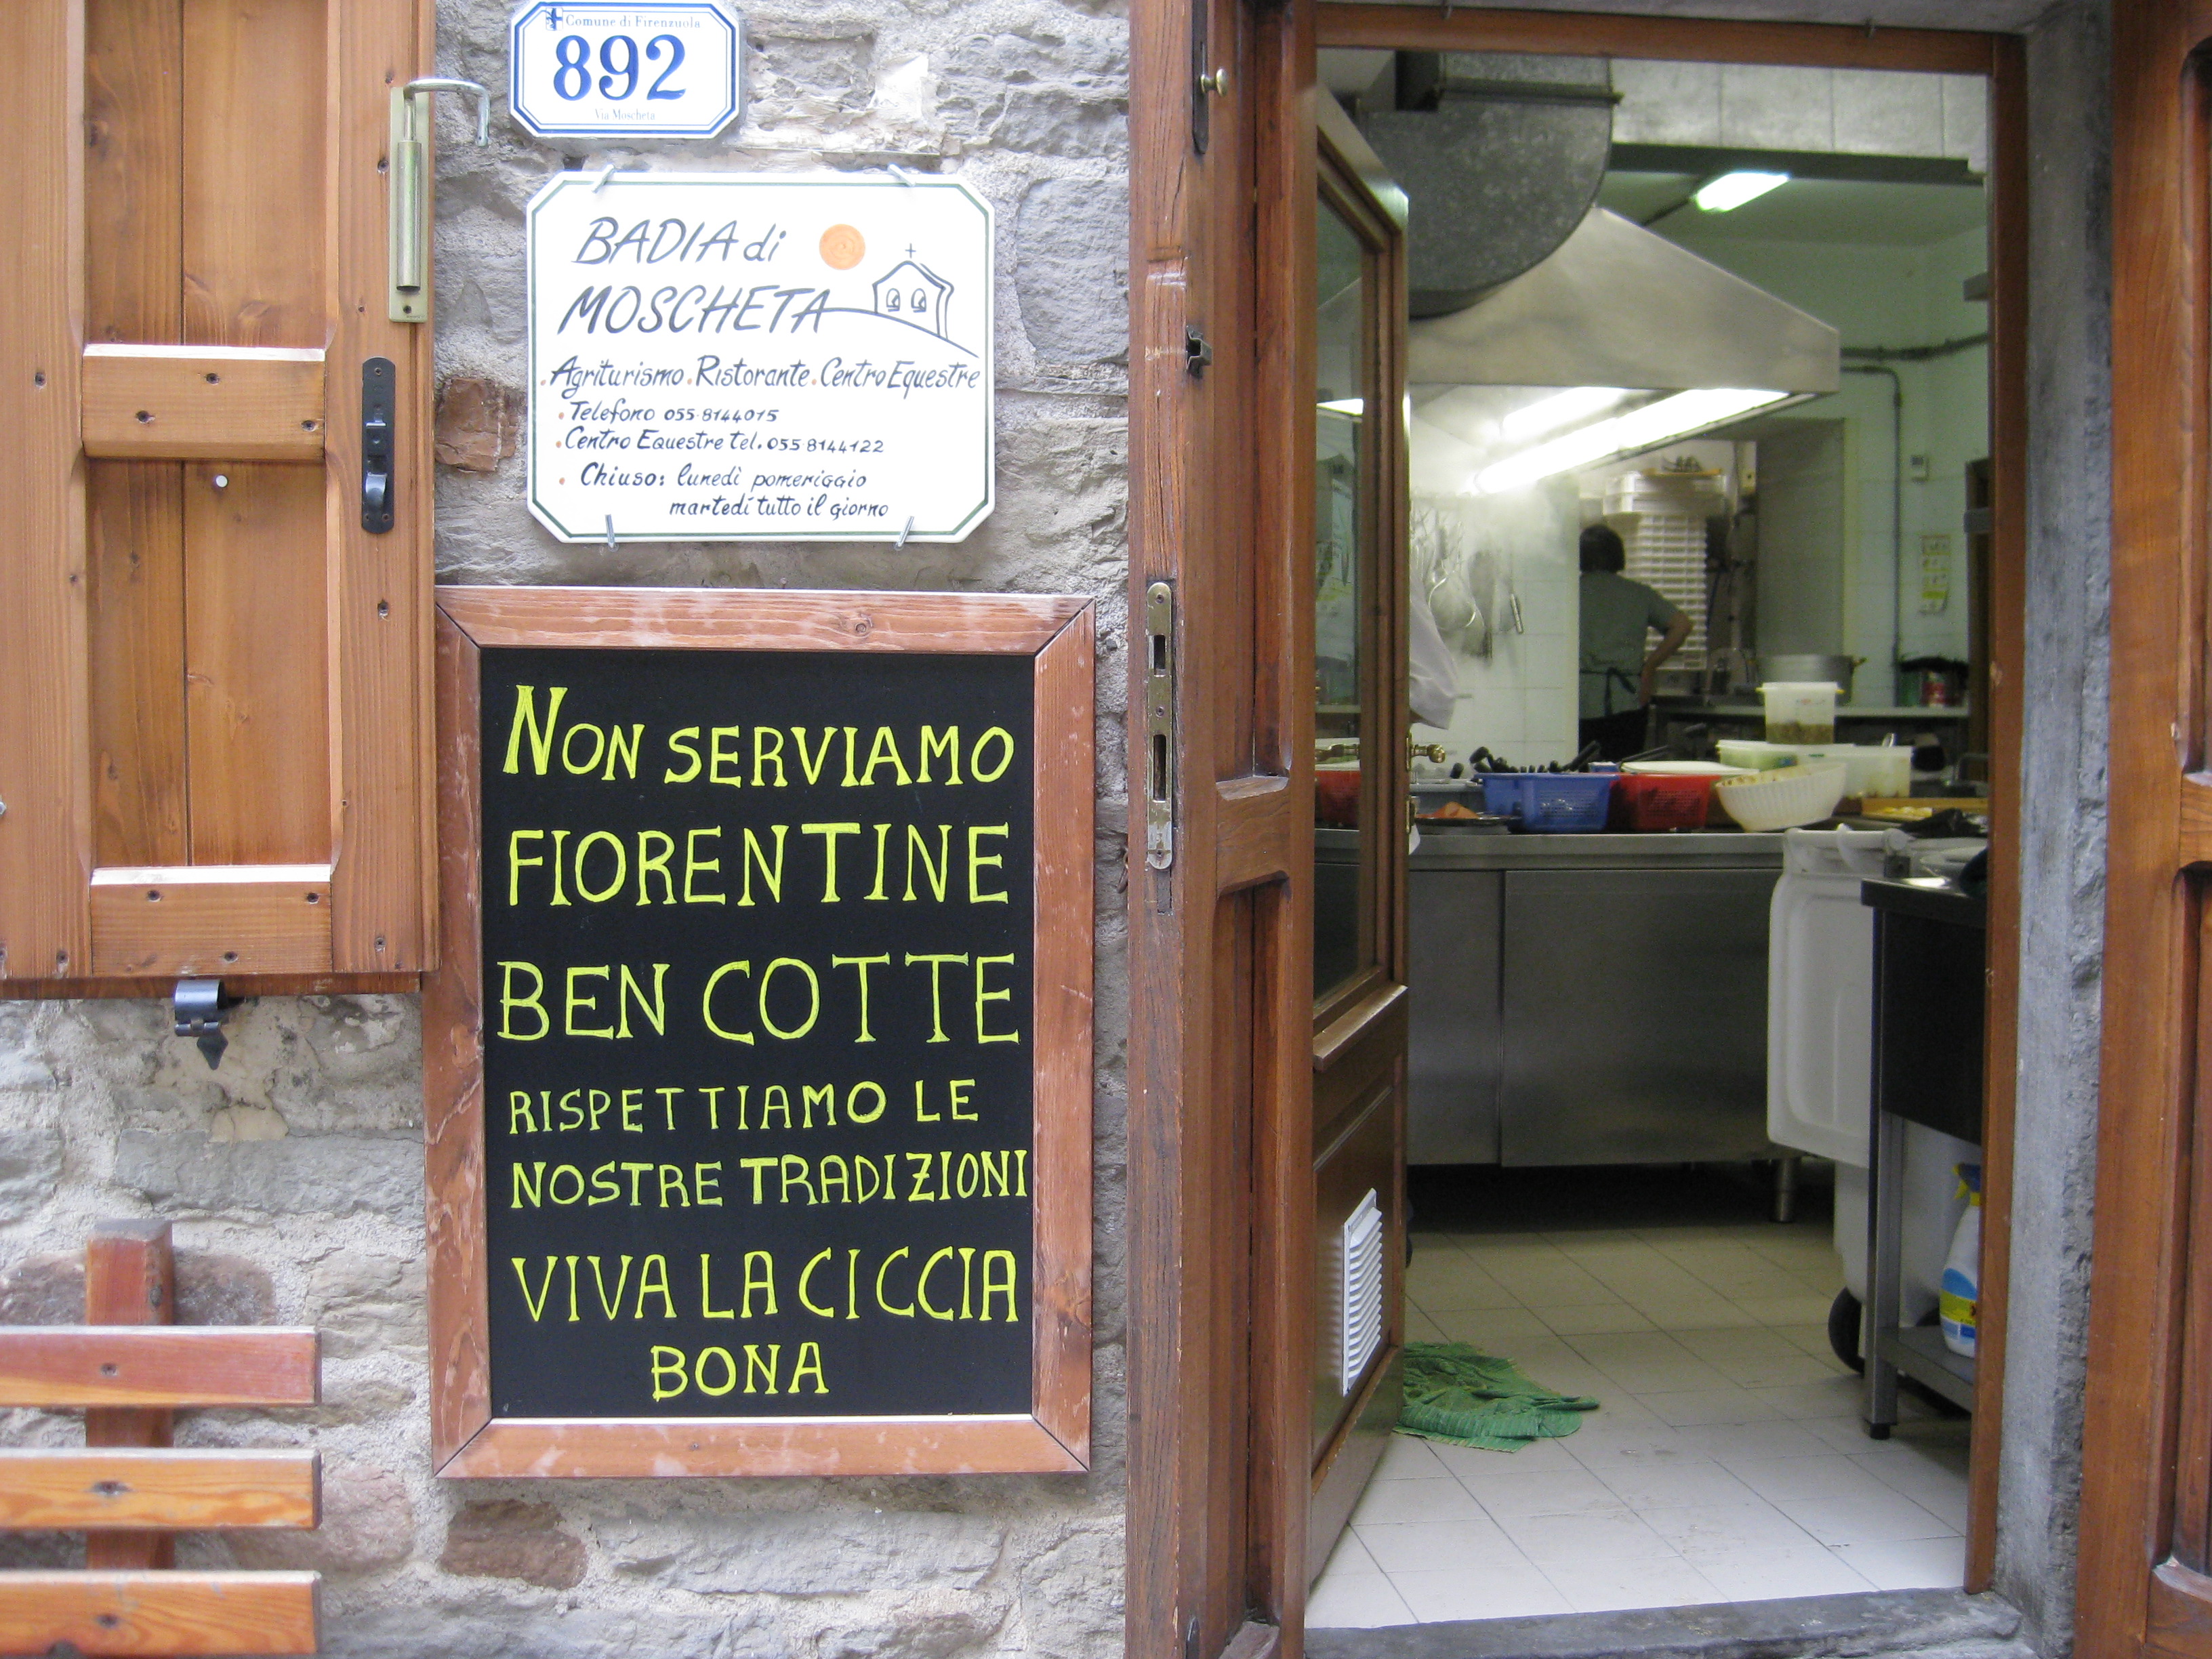 Comune di Firenzuola
892
Via Moscheta
BADIA di
MOSCHETA
.Agriturismo.Ristorante.Centro Equestre
• Telefono 055-8144015
• Centro Equestre tel. 055 8144122
• Chiuso: lunedì pomeriggio
martedì tutto il giorno
NON SERVIAMO
FIORENTINE
BEN COTTE
RISPETTIAMO LE
NOSTRE TRADIZIONI
VIVA LA CICCIA
BONA